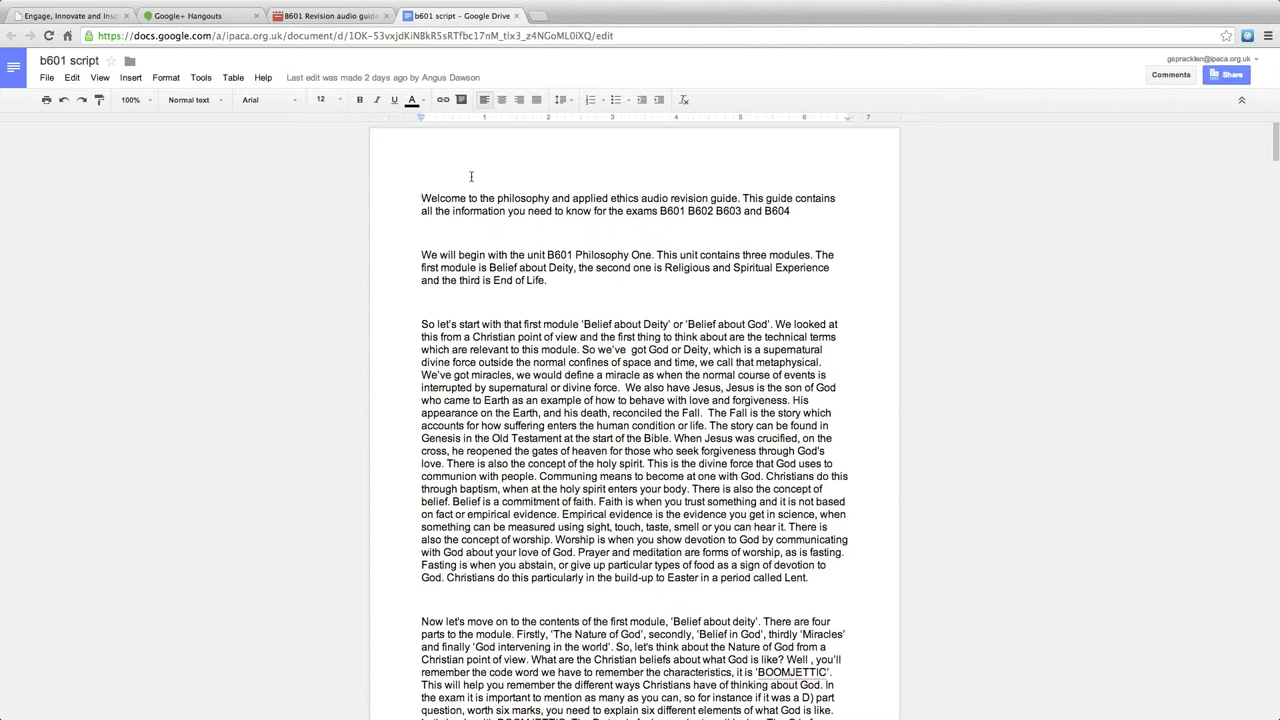 Engage, Innovate and Insp
Google+ Hangouts
B601 Revision audio guide
b601 script - Google Drive
https://docs.google.com/a/ipaca.org.uk/document/d/1OK-53vxjdKiNBkR5sRTfbc17nM_tlx3_z4NGoML0iXQ/edit
b601 script
gspracklen@ipaca.org.uk
File Edit View Insert Format Tools Table Help Last edit was made 2 days ago by Angus Dawson
Comments Share
100% Normal text Arial 12 B I U A
1 2 3 4 5 6 7
Welcome to the philosophy and applied ethics audio revision guide. This guide contains
all the information you need to know for the exams B601 B602 B603 and B604
We will begin with the unit B601 Philosophy One. This unit contains three modules. The
first module is Belief about Deity, the second one is Religious and Spiritual Experience
and the third is End of Life.
So let's start with that first module 'Belief about Deity' or 'Belief about God'. We looked at
this from a Christian point of view and the first thing to think about are the technical terms
which are relevant to this module. So we've got God or Deity, which is a supernatural
divine force outside the normal confines of space and time, we call that metaphysical.
We've got miracles, we would define a miracle as when the normal course of events is
interrupted by supernatural or divine force. We also have Jesus, Jesus is the son of God
who came to Earth as an example of how to behave with love and forgiveness. His
appearance on the Earth, and his death, reconciled the Fall. The Fall is the story which
accounts for how suffering enters the human condition or life. The story can be found in
Genesis in the Old Testament at the start of the Bible. When Jesus was crucified, on the
cross, he reopened the gates of heaven for those who seek forgiveness through God's
love. There is also the concept of the holy spirit. This is the divine force that God uses to
communion with people. Communing means to become at one with God. Christians do this
through baptism, when at the holy spirit enters your body. There is also the concept of
belief. Belief is a commitment of faith. Faith is when you trust something and it is not based
on fact or empirical evidence. Empirical evidence is the evidence you get in science, when
something can be measured using sight, touch, taste, smell or you can hear it. There is
also the concept of worship. Worship is when you show devotion to God by communicating
with God about your love of God. Prayer and meditation are forms of worship, as is fasting.
Fasting is when you abstain, or give up particular types of food as a sign of devotion to
God. Christians do this particularly in the build-up to Easter in a period called Lent.
Now let's move on to the contents of the first module, 'Belief about deity'. There are four
parts to the module. Firstly, 'The Nature of God', secondly, 'Belief in God', thirdly 'Miracles'
and finally 'God intervening in the world'. So, let's think about the Nature of God from a
Christian point of view. What are the Christian beliefs about what God is like? Well , you'll
remember the code word we have to remember the characteristics, it is 'BOOMJETTIC'.
This will help you remember the different ways Christians have of thinking about God. In
the exam it is important to mention as many as you can, so for instance if it was a D) part
question, worth six marks, you need to explain six different elements of what God is like.